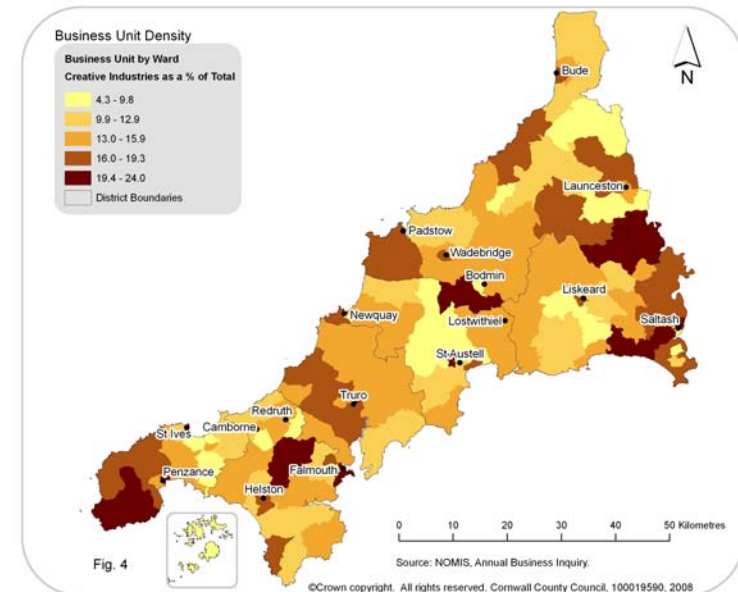 Business Unit Density
Business Unit by Ward
Creative Industries as a % of Total
4.3 - 9.8
9.9 - 12.9
13.0 - 15.9
16.0 - 19.3
19.4 - 24.0
District Boundaries
N
Bude
Launceston
Padstow
Wadebridge
Bodmin
Liskeard
Newquay
Lostwithiel
Saltash
St Austell
Truro
Redruth
Camborne
St Ives
Penzance
Falmouth
Helston
0 10 20 30 40 50 Kilometres
Fig. 4
Source: NOMIS, Annual Business Inquiry.
©Crown copyright. All rights reserved. Cornwall County Council, 100019590, 2008